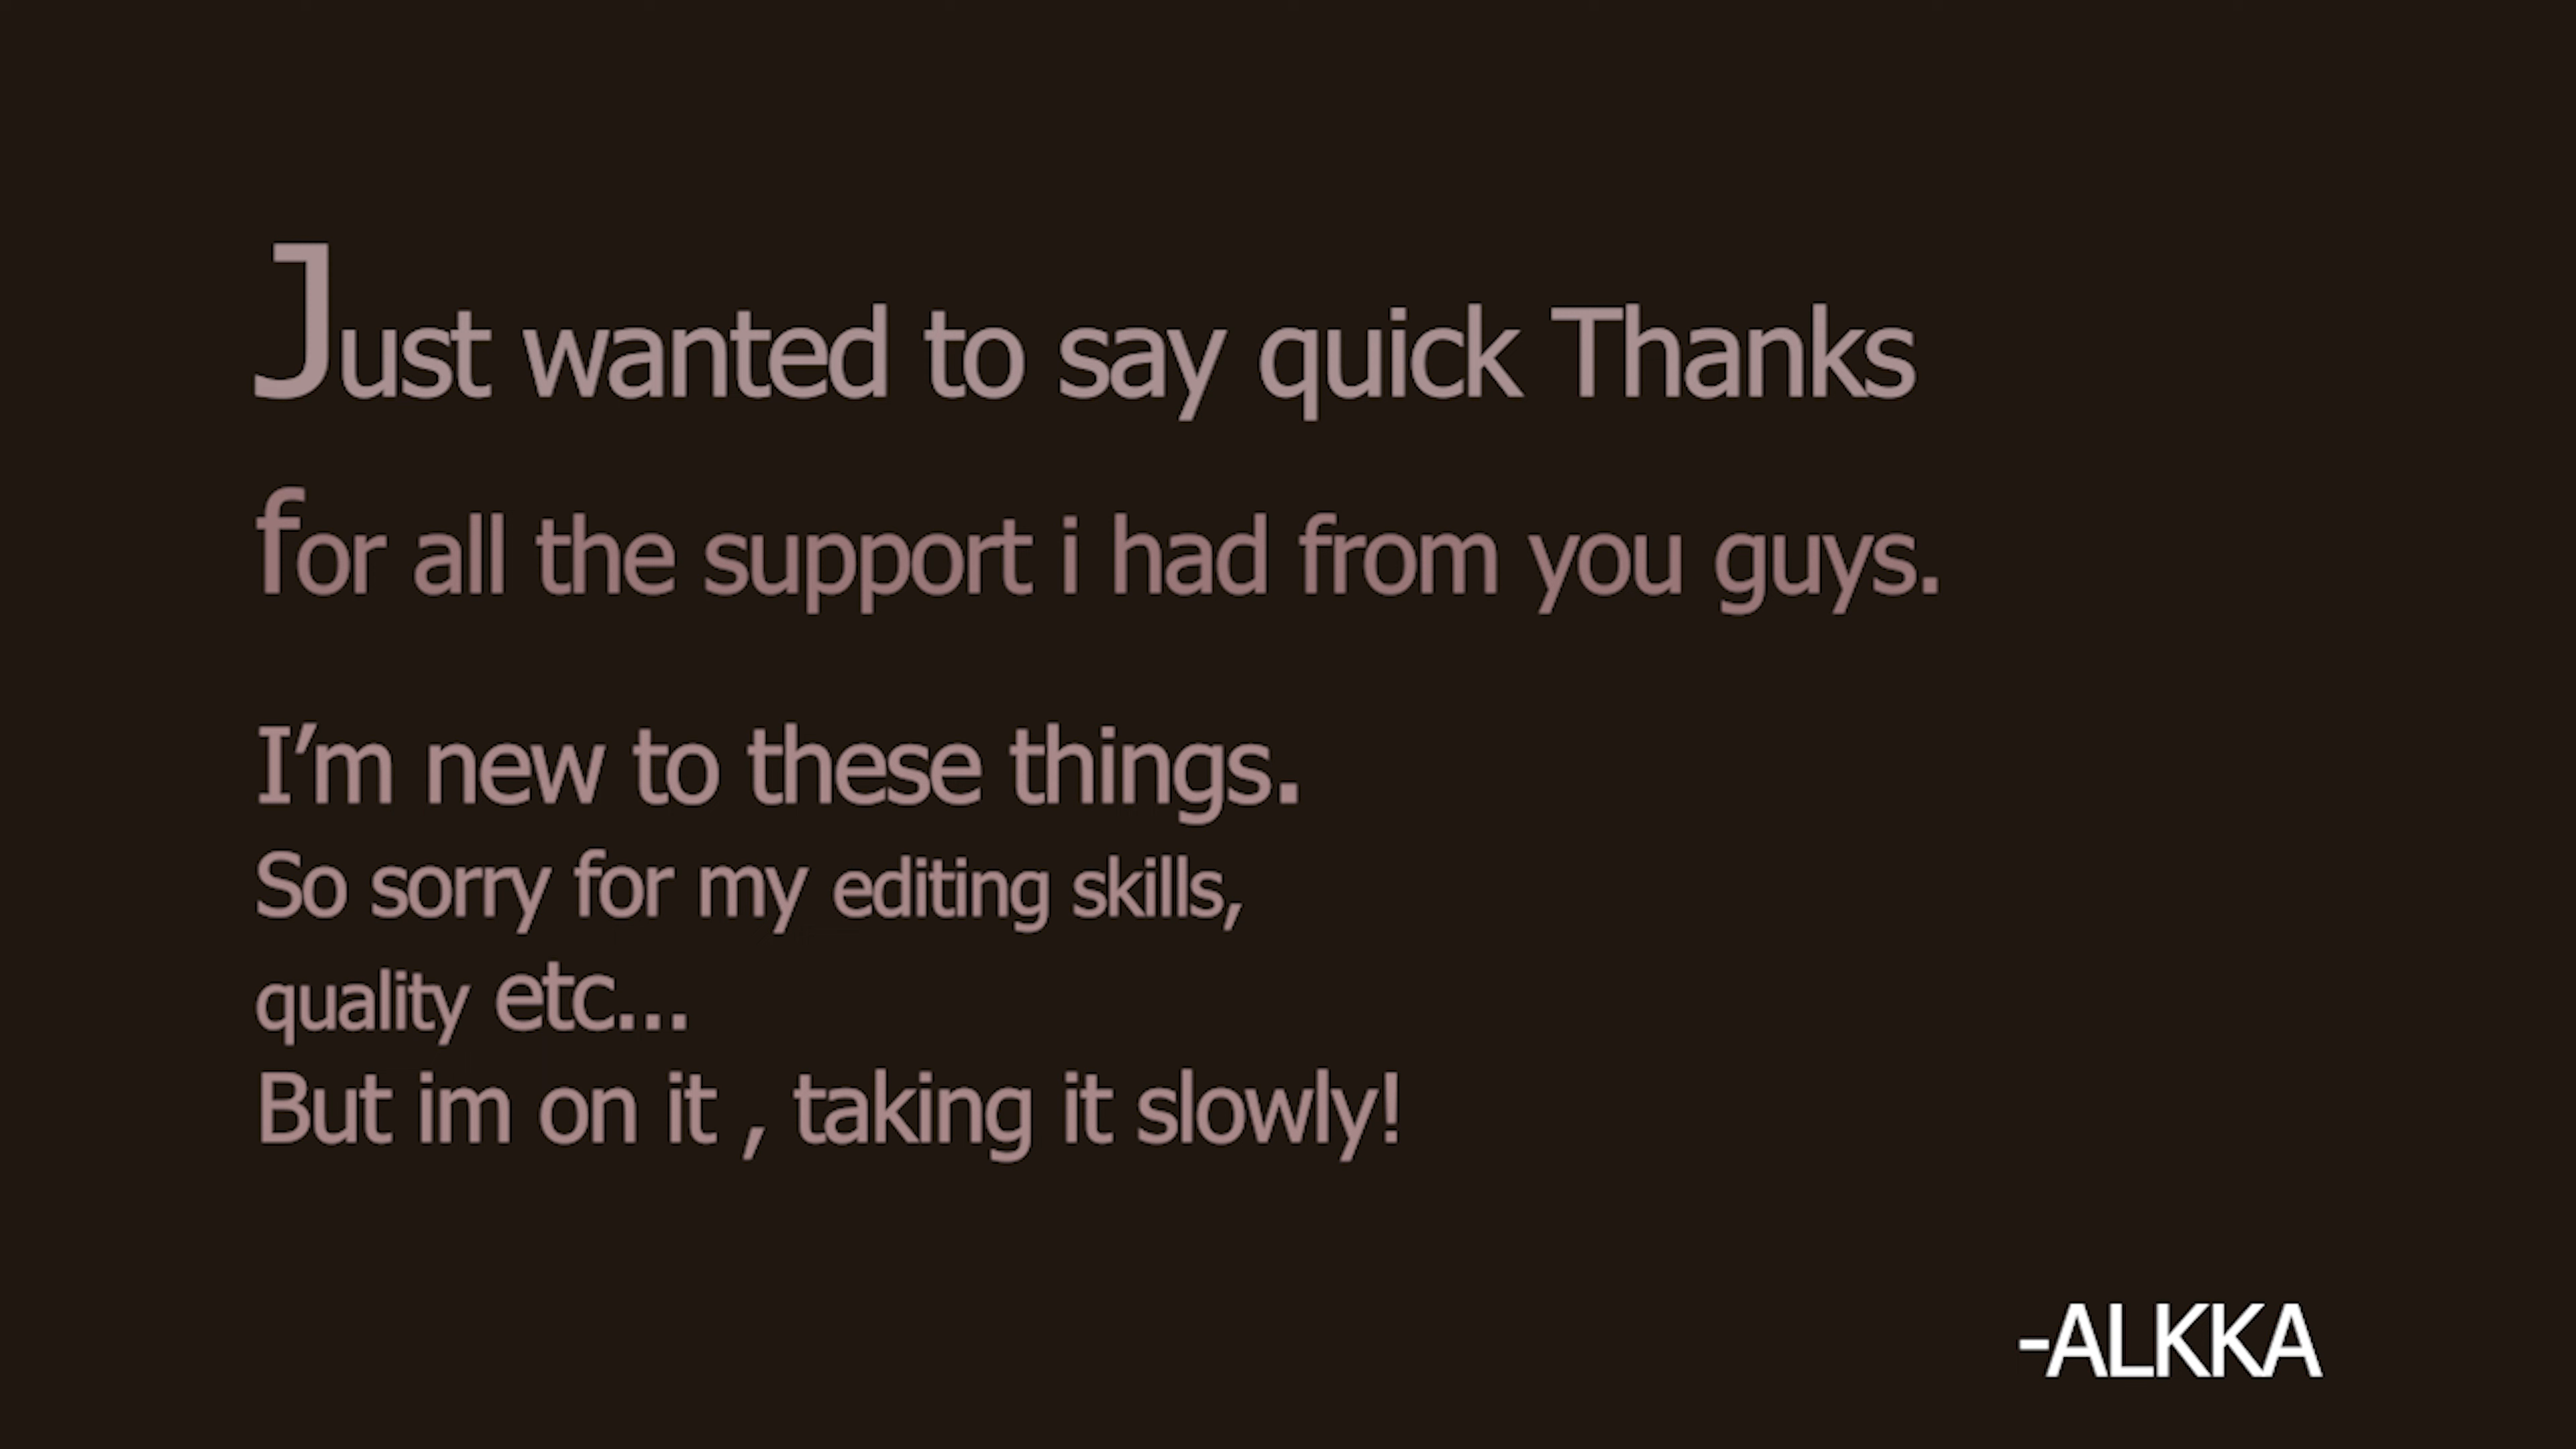 Just wanted to say quick Thanks
for all the support i had from you guys.
I’m new to these things.
So sorry for my editing skills,
quality etc...
But im on it , taking it slowly!
-ALKKA